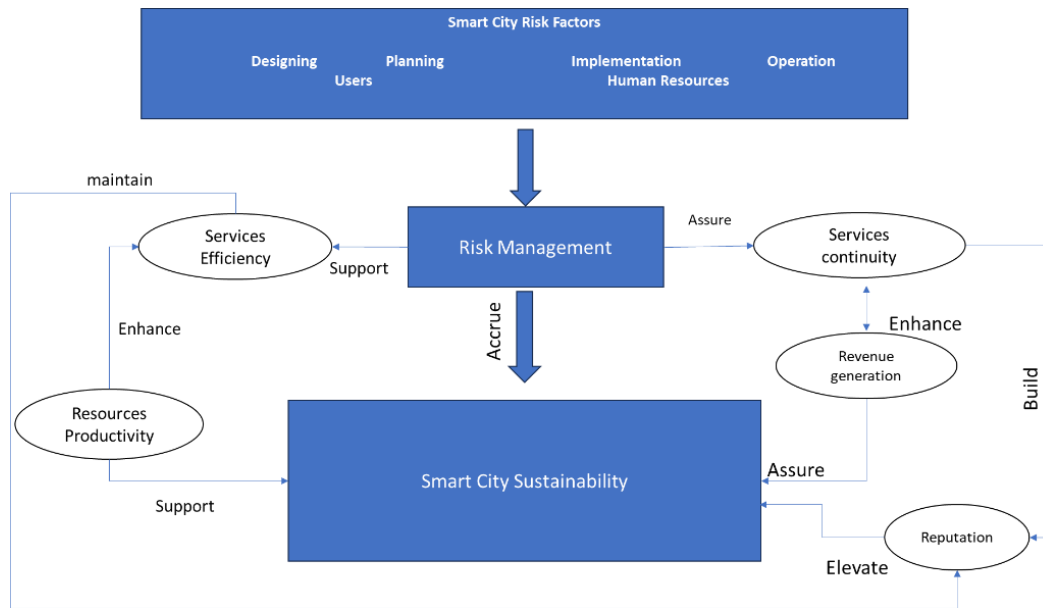 Smart City Risk Factors
Designing Planning Implementation Operation
Users Human Resources
maintain
Services
Efficiency
Support
Risk Management
Assure
Services
continuity
Enhance
Accrue
Enhance
Revenue
generation
Build
Resources
Productivity
Support
Smart City Sustainability
Assure
Reputation
Elevate